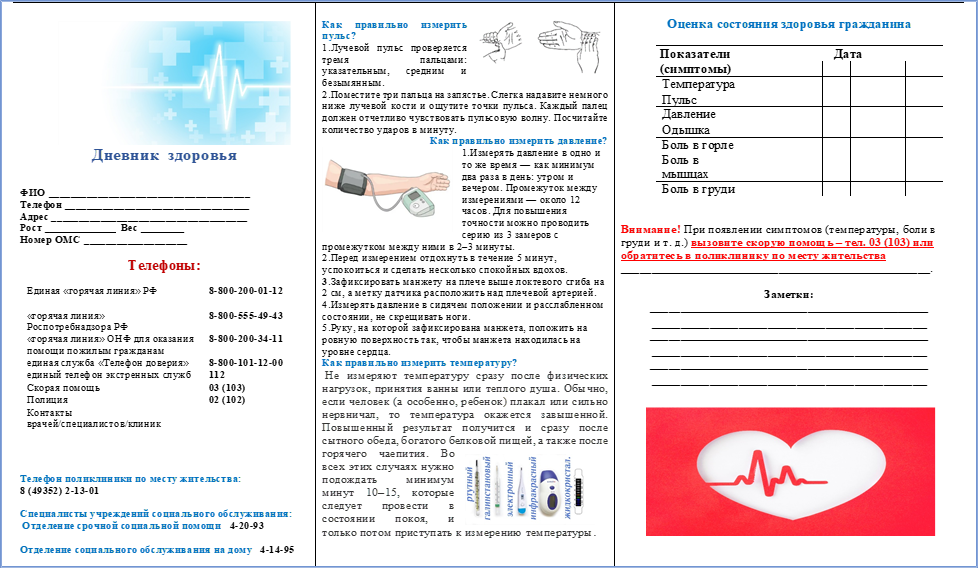 Дневник здоровья
ФИО ___________________________________
Телефон ________________________________
Адрес __________________________________
Рост _____________ Вес ________
Номер ОМС __________________
Телефоны:
Единая «горячая линия» РФ 8-800-200-01-12
«горячая линия» 8-800-555-49-43
Роспотребнадзора РФ
«горячая линия» ОНФ для оказания 8-800-200-34-11
помощи пожилым гражданам
единая служба «Телефон доверия» 8-800-101-12-00
единый телефон экстренных служб 112
Скорая помощь 03 (103)
Полиция 02 (102)
Контакты
врачей/специалистов/клиник
Телефон поликлиники по месту жительства:
8 (49352) 2-13-01
Специалисты учреждений социального обслуживания:
Отделение срочной социальной помощи 4-20-93
Отделение социального обслуживания на дому 4-14-95
Как правильно измерить
пульс?
1.Лучевой пульс проверяется
тремя пальцами:
указательным, средним и
безымянным.
2.Поместите три пальца на запястье. Слегка надавите немного
ниже лучевой кости и ощутите точки пульса. Каждый палец
должен отчетливо чувствовать пульсовую волну. Посчитайте
количество ударов в минуту.
Как правильно измерить давление?
1.Измерять давление в одно и
то же время — как минимум
два раза в день: утром и
вечером. Промежуток между
измерениями — около 12
часов. Для повышения
точности можно проводить
серию из 3 замеров с
промежутком между ними в 2–3 минуты.
2.Перед измерением отдохнуть в течение 5 минут,
успокоиться и сделать несколько спокойных вдохов.
3.Зафиксировать манжету на плече выше локтевого сгиба на
2 см, а метку датчика расположить над плечевой артерией.
4.Измерять давление в сидячем положении и расслабленном
состоянии, не скрещивать ноги.
5.Руку, на которой зафиксирована манжета, положить на
ровную поверхность так, чтобы манжета находилась на
уровне сердца.
Как правильно измерить температуру?
Не измеряют температуру сразу после физических
нагрузок, принятия ванны или теплого душа. Обычно,
если человек (а особенно, ребенок) плакал или сильно
нервничал, то температура окажется завышенной.
Повышенный результат получится и сразу после
сытного обеда, богатого белковой пищей, а также после
горячего чаепития. Во
всех этих случаях нужно
подождать минимум
минут 10–15, которые
следует провести в
состоянии покоя, и
только потом приступать к измерению температуры .
ртутный
галинстановый
электронный
инфракрасный
жидкокристал.
Оценка состояния здоровья гражданина
Показатели Дата
(симптомы)
Температура
Пульс
Давление
Одышка
Боль в горле
Боль в
мышцах
Боль в груди
Внимание! При появлении симптомов (температуры, боли в
груди и т. д.) вызовите скорую помощь – тел. 03 (103) или
обратитесь в поликлинику по месту жительства
____________________________________________________.
Заметки: